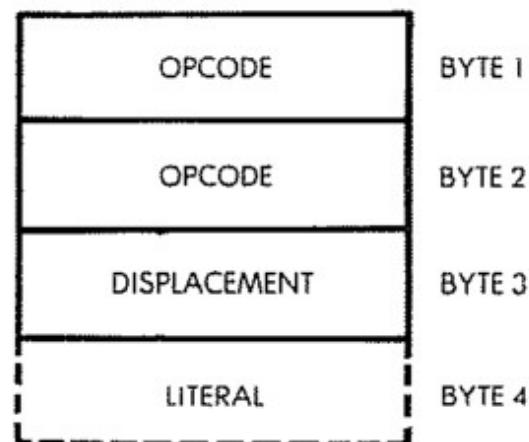 OPCODE BYTE 1
OPCODE BYTE 2
DISPLACEMENT BYTE 3
LITERAL BYTE 4